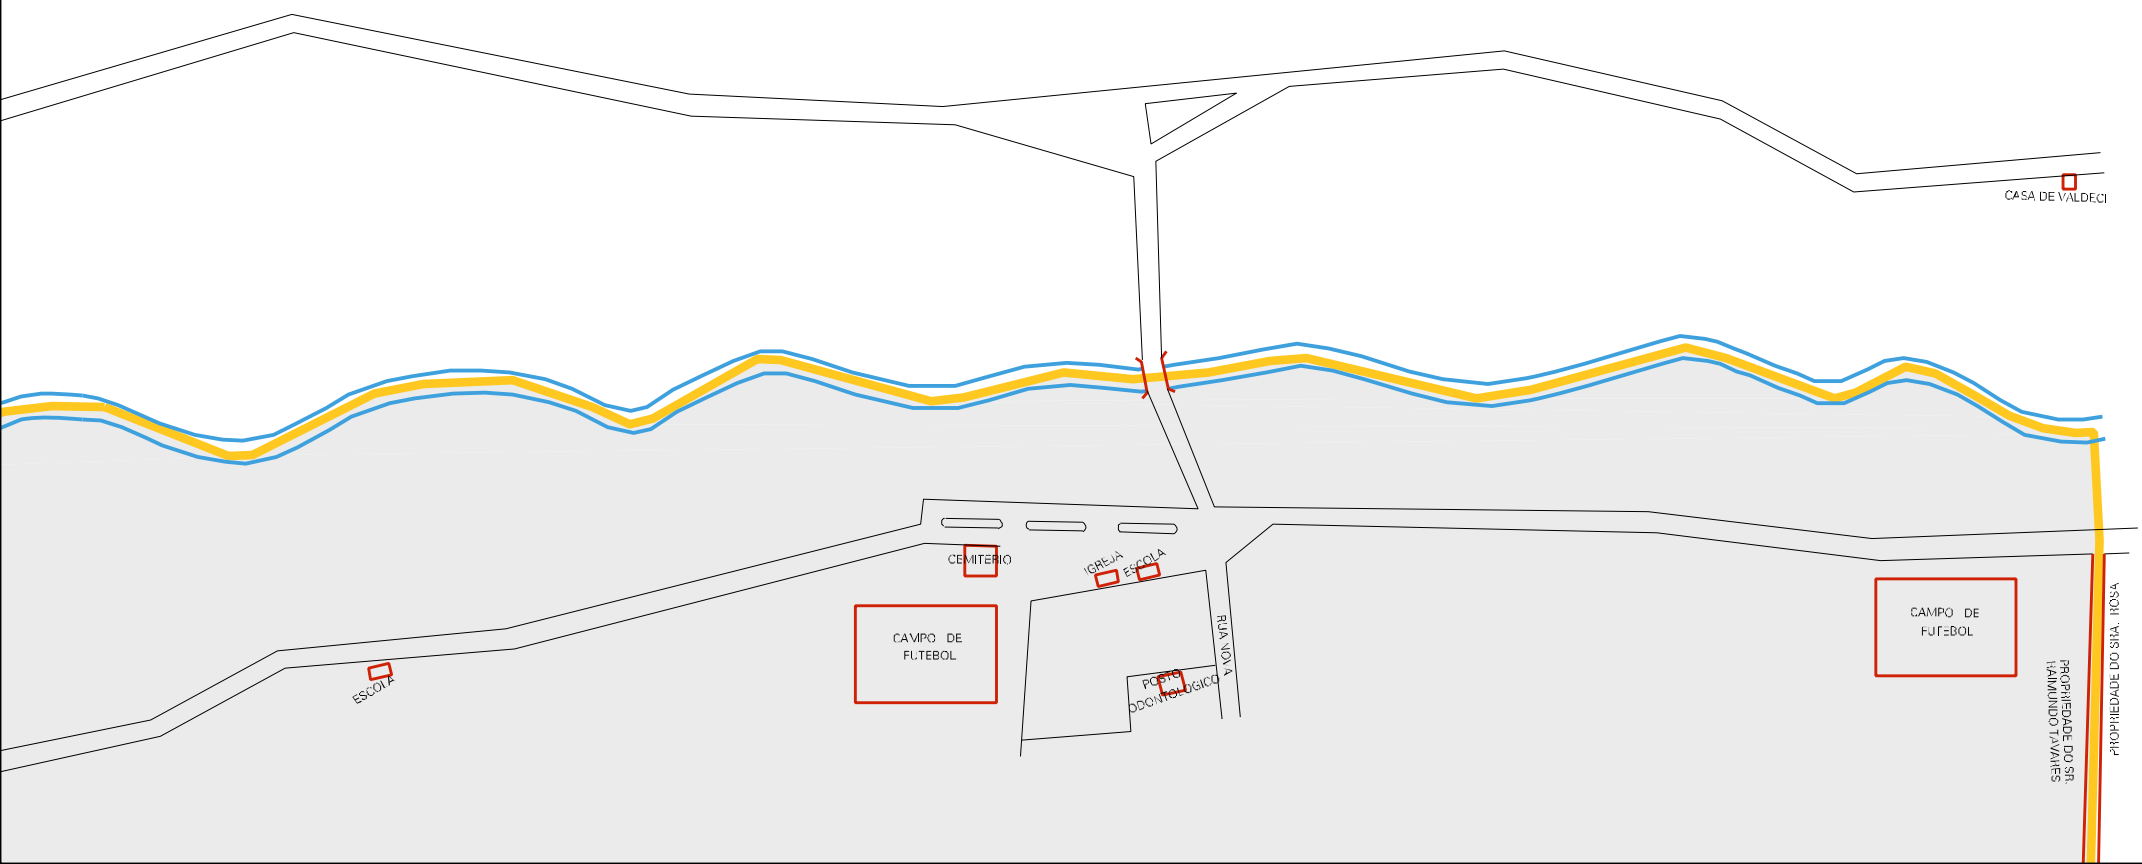 CASA DE VALDECI
CEMITERIO
IGREJA
ESCOLA
CAMPO DE
FUTEBOL
CAMPO DE
FUTEBOL
RUA NOVA
POSTO
ODONTOLOGICO
ESCOLA
PROPRIEDADE DO SR.
RAIMUNDO TAVARES
PROPRIEDADE DO SRA. ROSA